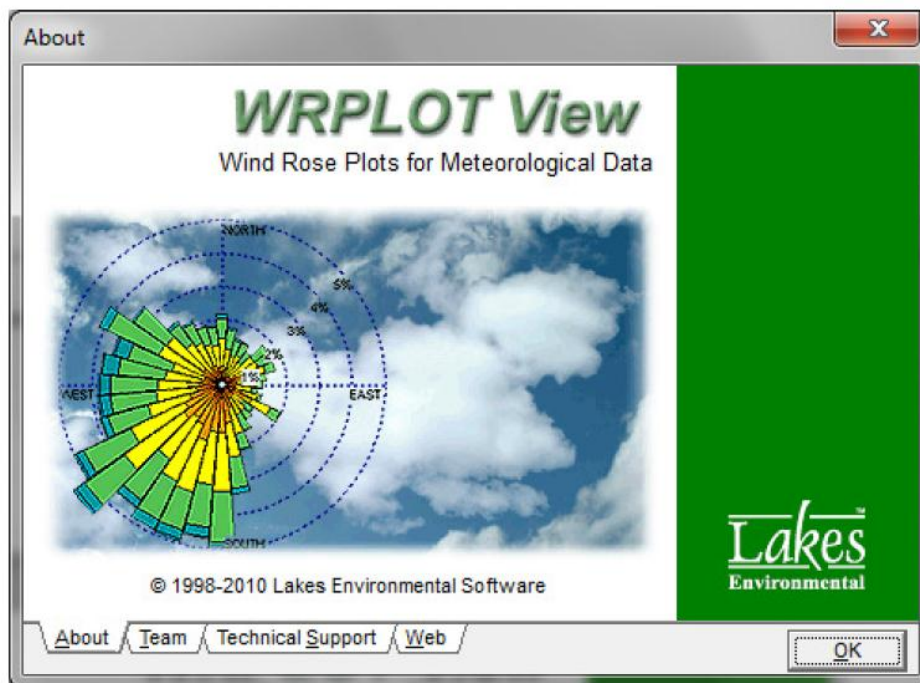 About
WRPLOT View
Wind Rose Plots for Meteorological Data
NORTH
5%
4%
3%
2%
1%
WEST
EAST
SOUTH
Lakes™
Environmental
© 1998-2010 Lakes Environmental Software
About
Team
Technical Support
Web
OK